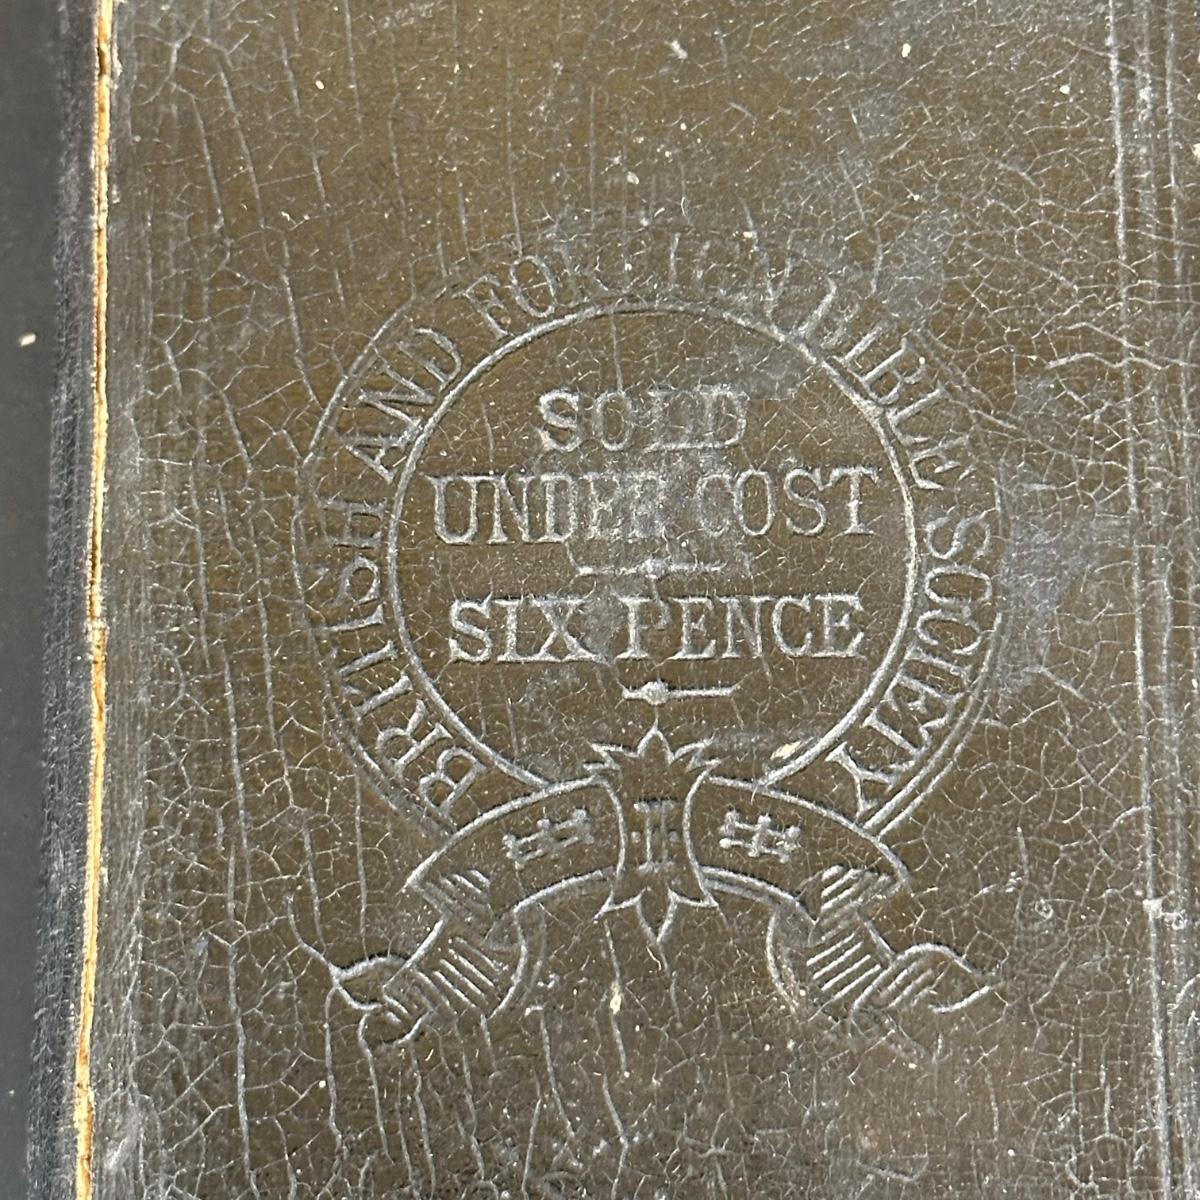 BRITISH AND FOREIGN BIBLE SOCIETY
SOLD
UNDER COST
SIX PENCE